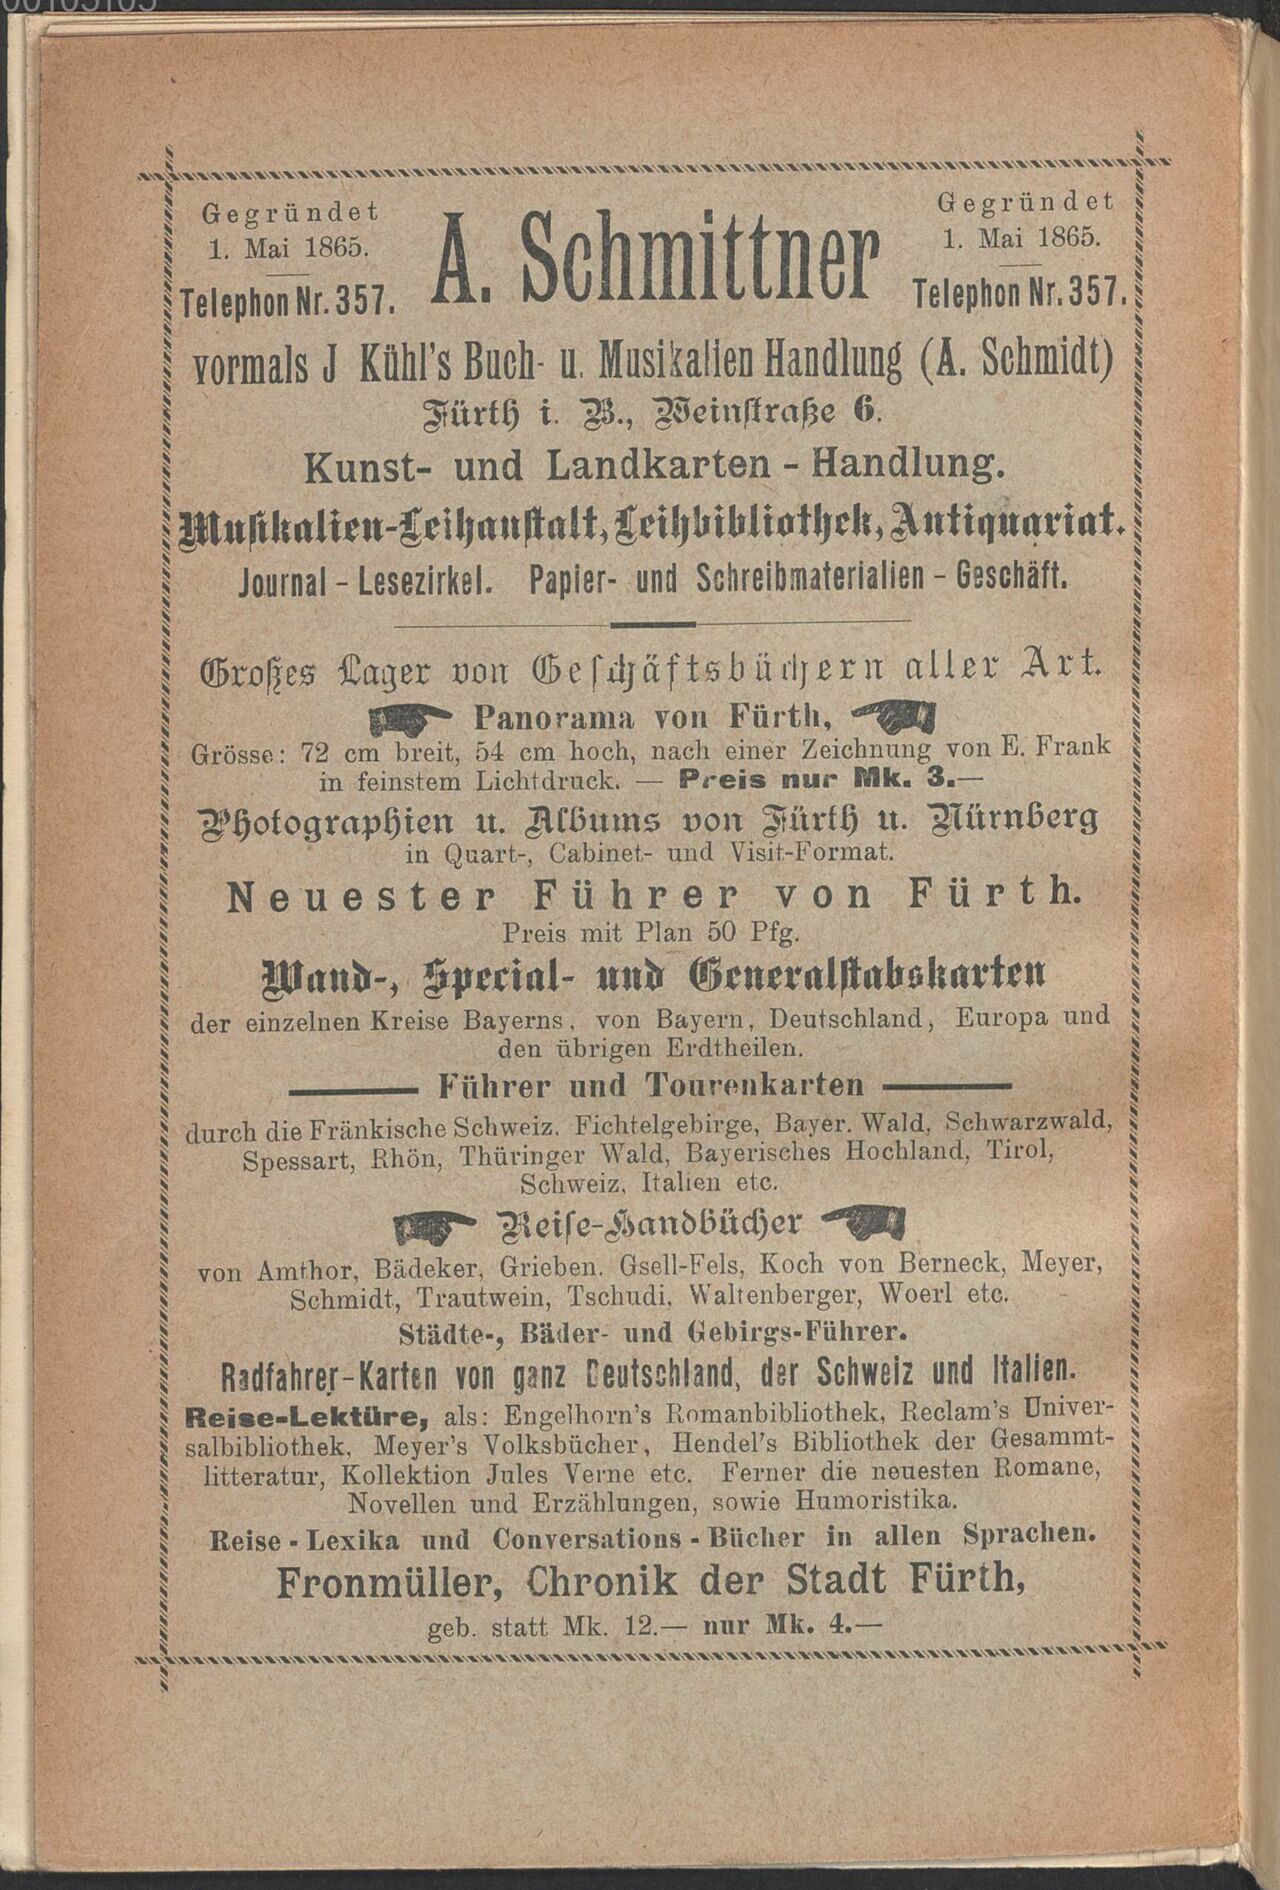 00103103
Gegründet
1. Mai 1865.
Telephon Nr. 357.
A. Schmittner
Gegründet
1. Mai 1865.
Telephon Nr. 357.
vormals J Kühl's Buch- u. Musikalien Handlung (A. Schmidt)
Fürth i. B., Weinstraße 6.
Kunst- und Landkarten - Handlung.
Musikalien-Leihanstalt, Leihbibliothek, Antiquariat.
Journal - Lesezirkel. Papier- und Schreibmaterialien - Geschäft.
Großes Lager von Geschäftsbüchern aller Art.
Panorama von Fürth,
Grösse: 72 cm breit, 54 cm hoch, nach einer Zeichnung von E. Frank
in feinstem Lichtdruck. — Preis nur Mk. 3.—
Photographien u. Albums von Fürth u. Nürnberg
in Quart-, Cabinet- und Visit-Format.
Neuester Führer von Fürth.
Preis mit Plan 50 Pfg.
Wand-, Special- und Generalstabskarten
der einzelnen Kreise Bayerns, von Bayern, Deutschland, Europa und
den übrigen Erdtheilen.
Führer und Tourenkarten
durch die Fränkische Schweiz. Fichtelgebirge, Bayer. Wald, Schwarzwald,
Spessart, Rhön, Thüringer Wald, Bayerisches Hochland, Tirol,
Schweiz, Italien etc.
Reise-Handbücher
von Amthor, Bädeker, Grieben. Gsell-Fels, Koch von Berneck, Meyer,
Schmidt, Trautwein, Tschudi, Waltenberger, Woerl etc.
Städte-, Bäder- und Gebirgs-Führer.
Radfahrer-Karten von ganz Deutschland, der Schweiz und Italien.
Reise-Lektüre, als: Engelhorn's Romanbibliothek, Reclam's Univer-
salbibliothek, Meyer's Volksbücher, Hendel's Bibliothek der Gesammt-
litteratur, Kollektion Jules Verne etc. Ferner die neuesten Romane,
Novellen und Erzählungen, sowie Humoristika.
Reise - Lexika und Conversations - Bücher in allen Sprachen.
Fronmüller, Chronik der Stadt Fürth,
geb. statt Mk. 12.— nur Mk. 4.—